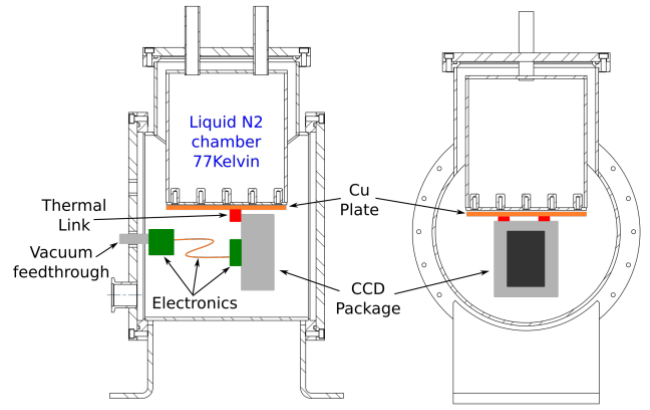 Liquid N2
chamber
77Kelvin
Thermal
Link
Cu
Plate
Vacuum
feedthrough
Electronics
CCD
Package